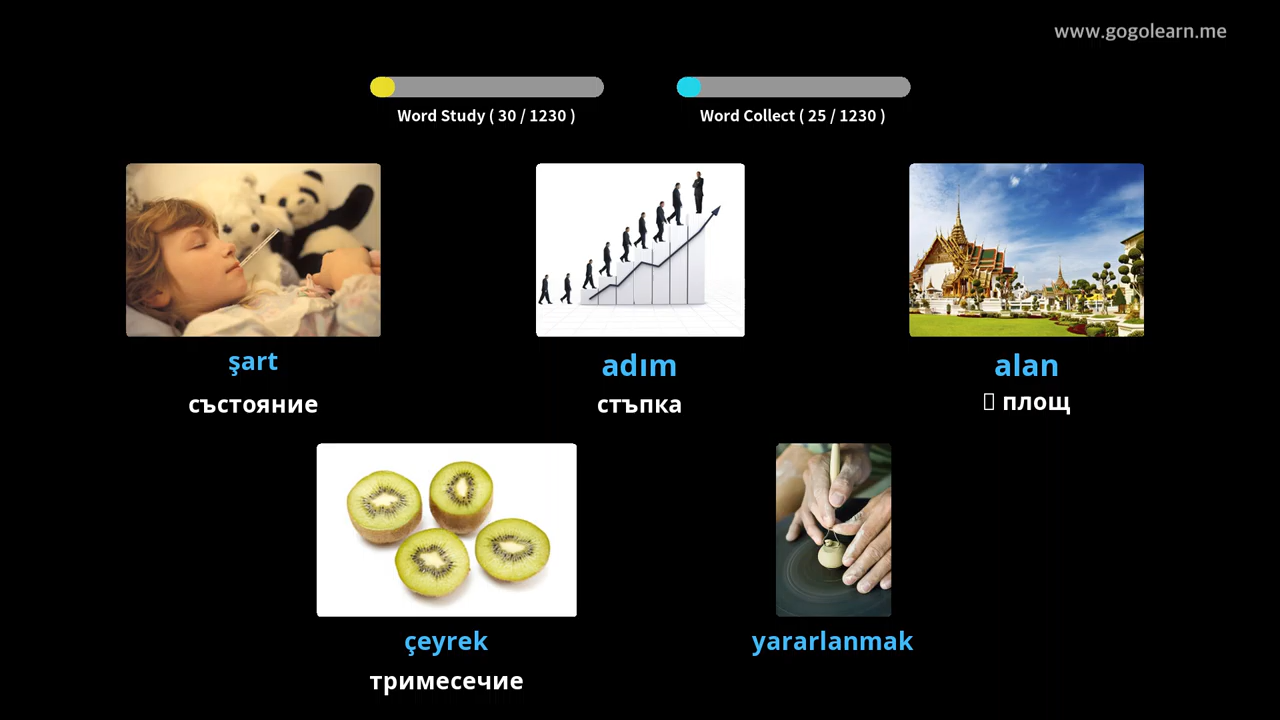 www.gogolearn.me
Word Study ( 30 / 1230 )
Word Collect ( 25 / 1230 )
şart
adım
alan
състояние
стъпка
площ
çeyrek
yararlanmak
тримесечие